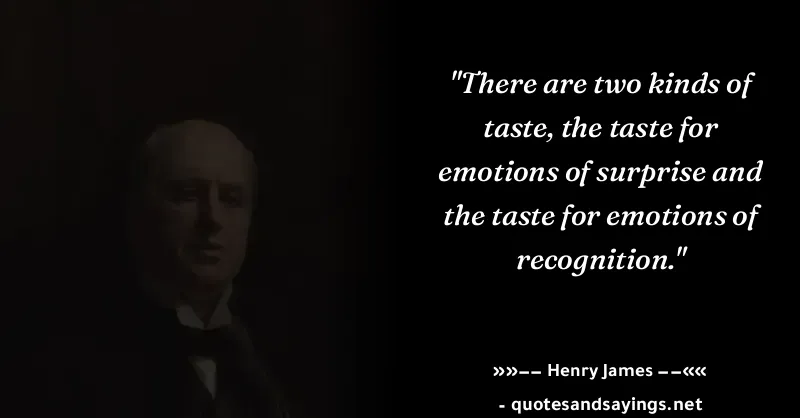 "There are two kinds of
taste, the taste for
emotions of surprise and
the taste for emotions of
recognition."
»»–– Henry James ––««
- quotesandsayings.net